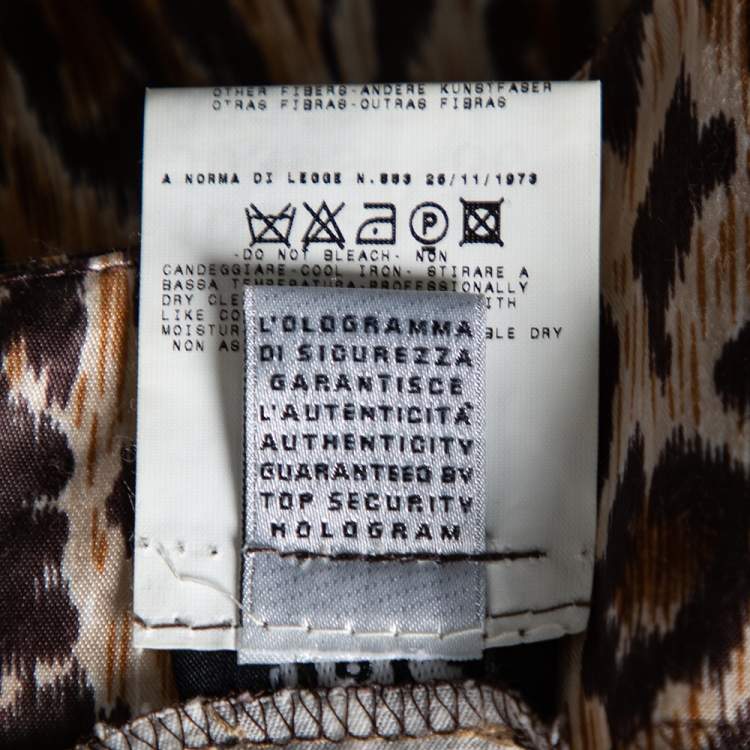 OTHER FIBERS-ANDERE KUNSTFASER
OTRAS FIBRAS-OUTRAS FIBRAS
A NORMA DI LEGGE N.883 26/11/1973
P
-DO NOT BLEACH- NON
CANDEGGIARE-COOL IRON- STIRARE A
BASSA TEMPERATURA-PROFESSIONALLY
DRY CLE ITH
LIKE CO
MOISTUR BLE DRY
NON AS
L'OLOGRAMMA
DI SICUREZZA
GARANTISCE
L'AUTENTICITÀ
AUTHENTICITY
GUARANTEED BY
TOP SECURITY
HOLOGRAM